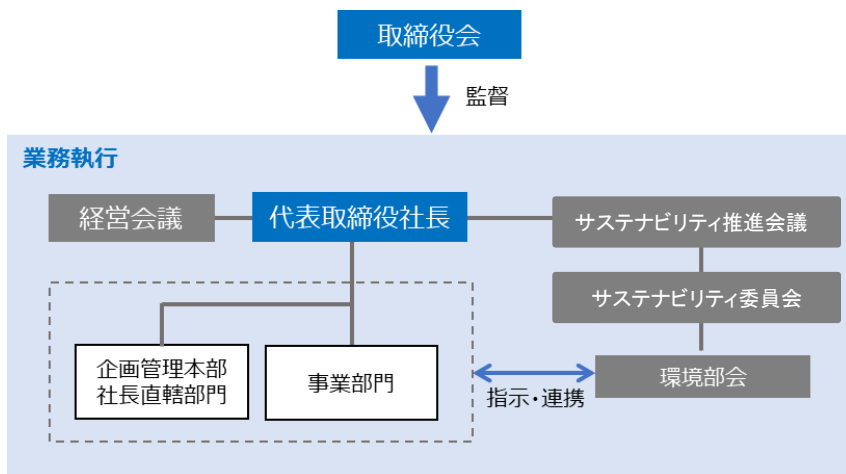 取締役会
監督
業務執行
経営会議
代表取締役社長
サステナビリティ推進会議
サステナビリティ委員会
企画管理本部
社長直轄部門
事業部門
指示・連携
環境部会